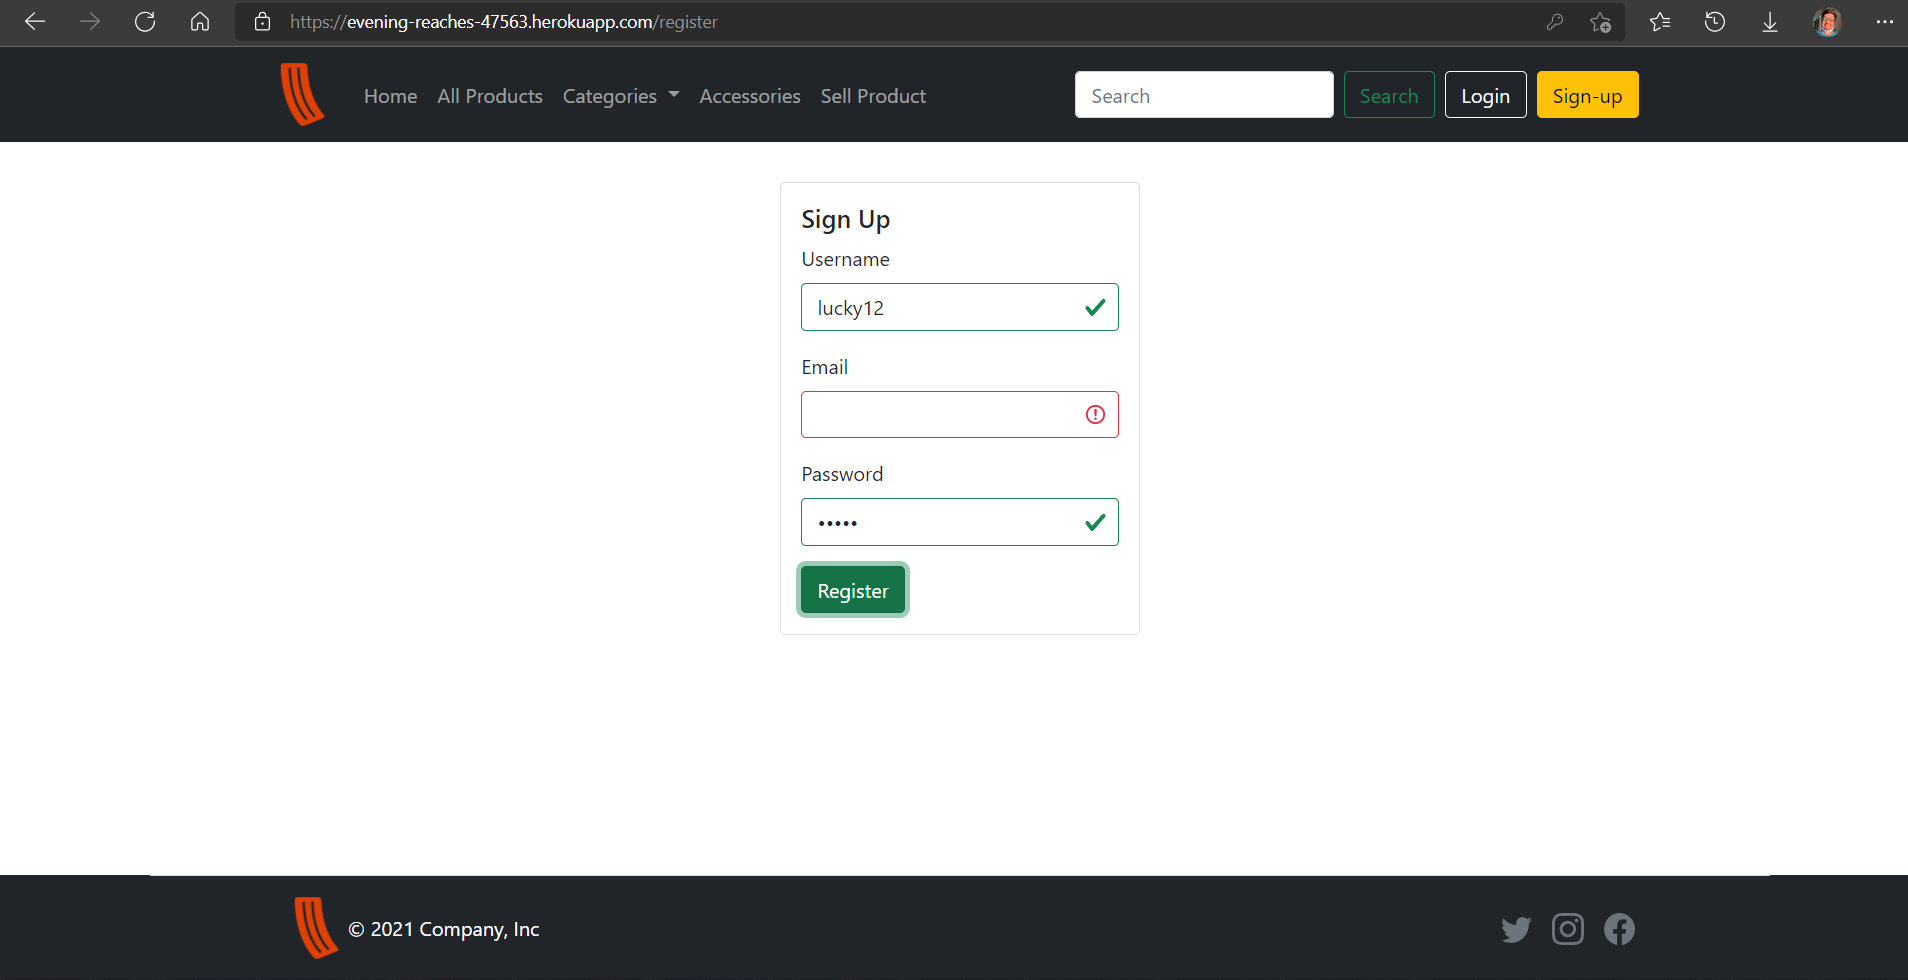 https://evening-reaches-47563.herokuapp.com/register
Home All Products Categories Accessories Sell Product Search Search Login Sign-up
Sign Up
Username
lucky12
Email
Password
•••••
Register
© 2021 Company, Inc